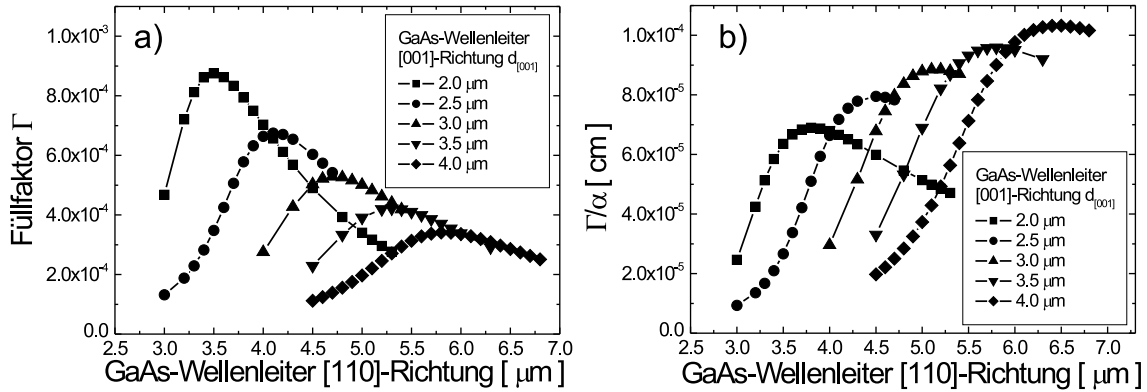 a)
GaAs-Wellenleiter
[001]-Richtung d[001]
2.0 µm
2.5 µm
3.0 µm
3.5 µm
4.0 µm
1.0x10-3
8.0x10-4
6.0x10-4
4.0x10-4
2.0x10-4
0.0
Füllfaktor Γ
2.5 3.0 3.5 4.0 4.5 5.0 5.5 6.0 6.5 7.0
GaAs-Wellenleiter [110]-Richtung [ µm]
b)
1.0x10-4
8.0x10-5
6.0x10-5
4.0x10-5
2.0x10-5
0.0
Γ/α [ cm]
GaAs-Wellenleiter
[001]-Richtung d[001]
2.0 µm
2.5 µm
3.0 µm
3.5 µm
4.0 µm
2.5 3.0 3.5 4.0 4.5 5.0 5.5 6.0 6.5 7.0
GaAs-Wellenleiter [110]-Richtung [ µm]